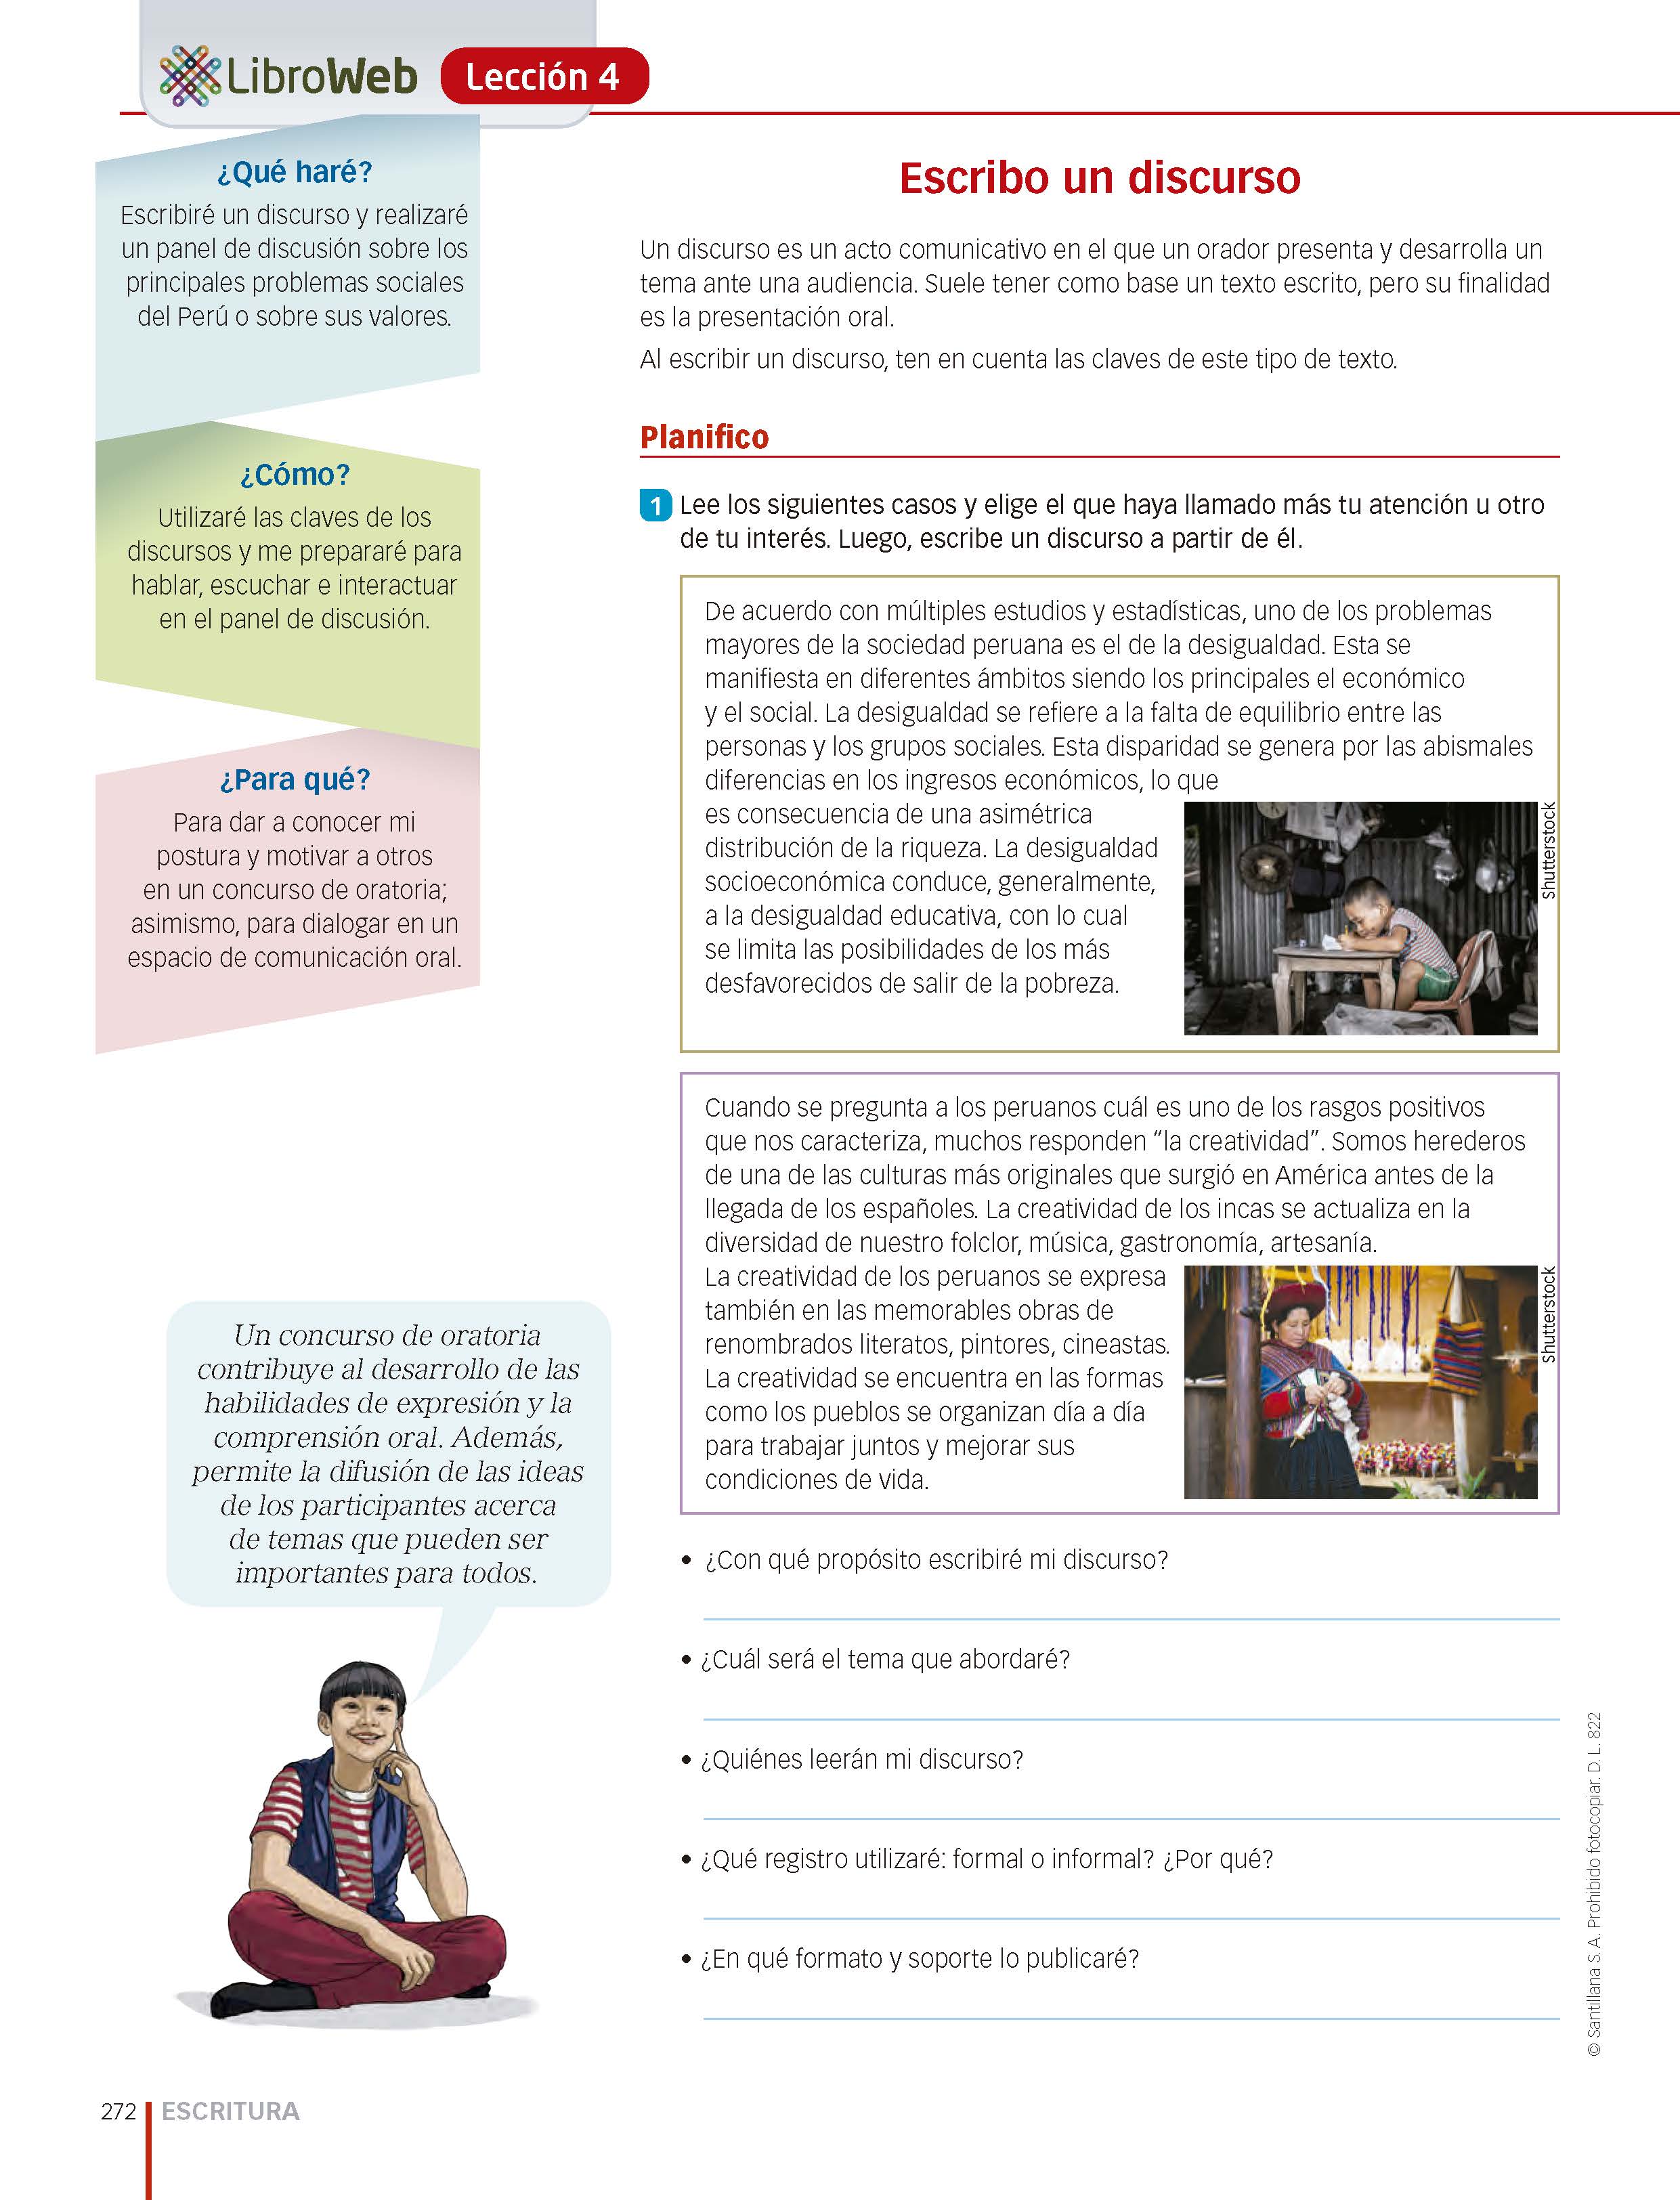 LibroWeb Lección 4
¿Qué haré?
Escribiré un discurso y realizaré
un panel de discusión sobre los
principales problemas sociales
del Perú o sobre sus valores.
¿Cómo?
Utilizaré las claves de los
discursos y me prepararé para
hablar, escuchar e interactuar
en el panel de discusión.
¿Para qué?
Para dar a conocer mi
postura y motivar a otros
en un concurso de oratoria;
asimismo, para dialogar en un
espacio de comunicación oral.
Un concurso de oratoria
contribuye al desarrollo de las
habilidades de expresión y la
comprensión oral. Además,
permite la difusión de las ideas
de los participantes acerca
de temas que pueden ser
importantes para todos.
Escribo un discurso
Un discurso es un acto comunicativo en el que un orador presenta y desarrolla un
tema ante una audiencia. Suele tener como base un texto escrito, pero su finalidad
es la presentación oral.
Al escribir un discurso, ten en cuenta las claves de este tipo de texto.
Planifico
1 Lee los siguientes casos y elige el que haya llamado más tu atención u otro
de tu interés. Luego, escribe un discurso a partir de él.
De acuerdo con múltiples estudios y estadísticas, uno de los problemas
mayores de la sociedad peruana es el de la desigualdad. Esta se
manifiesta en diferentes ámbitos siendo los principales el económico
y el social. La desigualdad se refiere a la falta de equilibrio entre las
personas y los grupos sociales. Esta disparidad se genera por las abismales
diferencias en los ingresos económicos, lo que
es consecuencia de una asimétrica
distribución de la riqueza. La desigualdad
socioeconómica conduce, generalmente,
a la desigualdad educativa, con lo cual
se limita las posibilidades de los más
desfavorecidos de salir de la pobreza.
Shutterstock
Cuando se pregunta a los peruanos cuál es uno de los rasgos positivos
que nos caracteriza, muchos responden “la creatividad”. Somos herederos
de una de las culturas más originales que surgió en América antes de la
llegada de los españoles. La creatividad de los incas se actualiza en la
diversidad de nuestro folclor, música, gastronomía, artesanía.
La creatividad de los peruanos se expresa
también en las memorables obras de
renombrados literatos, pintores, cineastas.
La creatividad se encuentra en las formas
como los pueblos se organizan día a día
para trabajar juntos y mejorar sus
condiciones de vida.
Shutterstock
• ¿Con qué propósito escribiré mi discurso?
• ¿Cuál será el tema que abordaré?
• ¿Quiénes leerán mi discurso?
• ¿Qué registro utilizaré: formal o informal? ¿Por qué?
• ¿En qué formato y soporte lo publicaré?
© Santillana S. A. Prohibido fotocopiar. D. L. 822
272 ESCRITURA